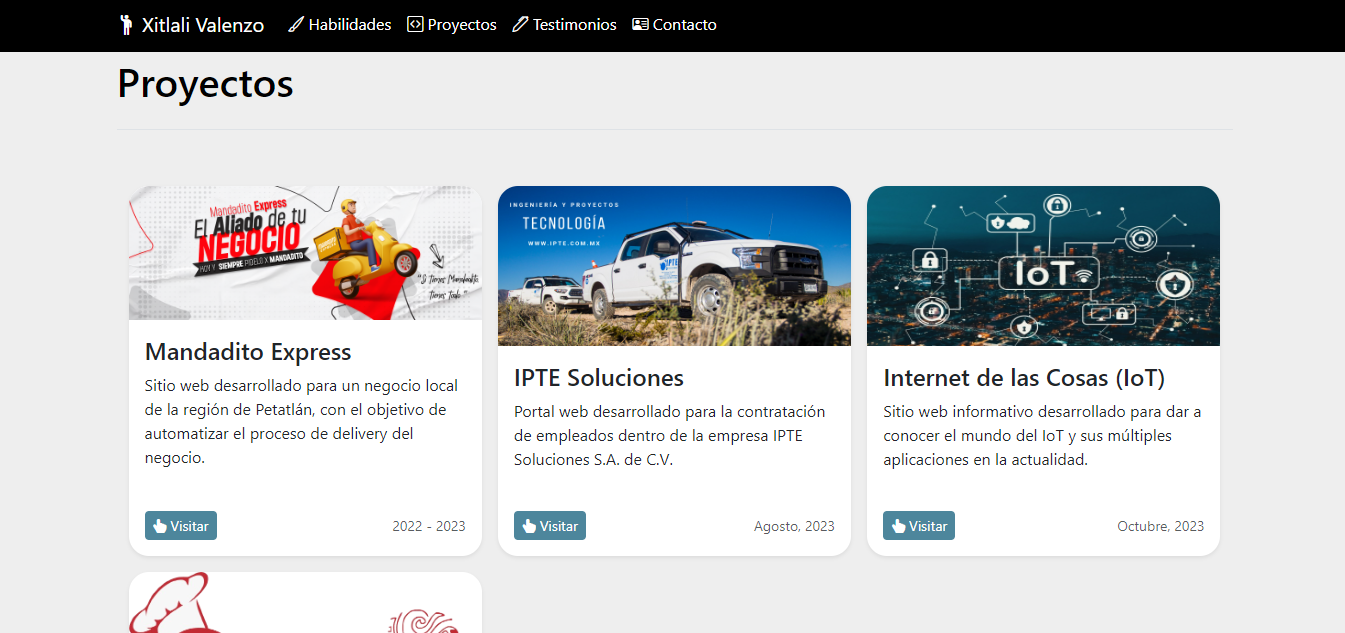 Xitlali Valenzo
Habilidades
Proyectos
Testimonios
Contacto
Proyectos
Mandadito Express
El Aliado de tu
NEGOCIO
HOY Y SIEMPRE PIDELO X MANDADITO
"Si Tienes Mandadito,
Tienes Todo"
Mandadito Express
Sitio web desarrollado para un negocio local
de la región de Petatlán, con el objetivo de
automatizar el proceso de delivery del
negocio.
Visitar
2022 - 2023
INGENIERÍA Y PROYECTOS
TECNOLOGÍA
WWW.IPTE.COM.MX
IPTE
IPTE Soluciones
Portal web desarrollado para la contratación
de empleados dentro de la empresa IPTE
Soluciones S.A. de C.V.
Visitar
Agosto, 2023
IoT
Internet de las Cosas (IoT)
Sitio web informativo desarrollado para dar a
conocer el mundo del IoT y sus múltiples
aplicaciones en la actualidad.
Visitar
Octubre, 2023